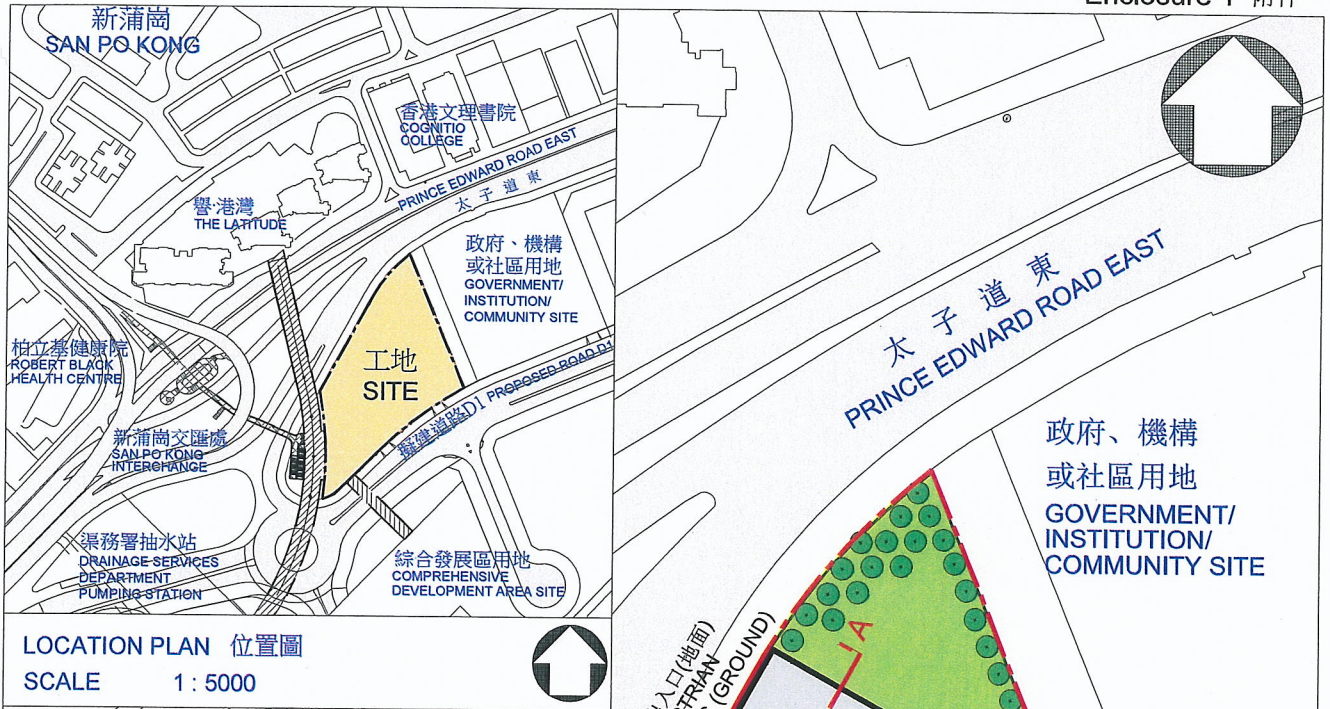 Enclosure 1 附件
新蒲崗
SAN PO KONG
香港文理書院
COGNITIO
COLLEGE
PRINCE EDWARD ROAD EAST
太子道東
譽·港灣
THE LATITUDE
政府、機構
或社區用地
GOVERNMENT/
INSTITUTION/
COMMUNITY SITE
柏立基健康院
ROBERT BLACK
HEALTH CENTRE
工地
SITE
擬建道路D1 PROPOSED ROAD D1
新蒲崗交匯處
SAN PO KONG
INTERCHANGE
渠務署抽水站
DRAINAGE SERVICES
DEPARTMENT
PUMPING STATION
綜合發展區用地
COMPREHENSIVE
DEVELOPMENT AREA SITE
LOCATION PLAN 位置圖
SCALE 1 : 5000
太子道東
PRINCE EDWARD ROAD EAST
政府、機構
或社區用地
GOVERNMENT/
INSTITUTION/
COMMUNITY SITE
入口(地面)
(GROUND)
A